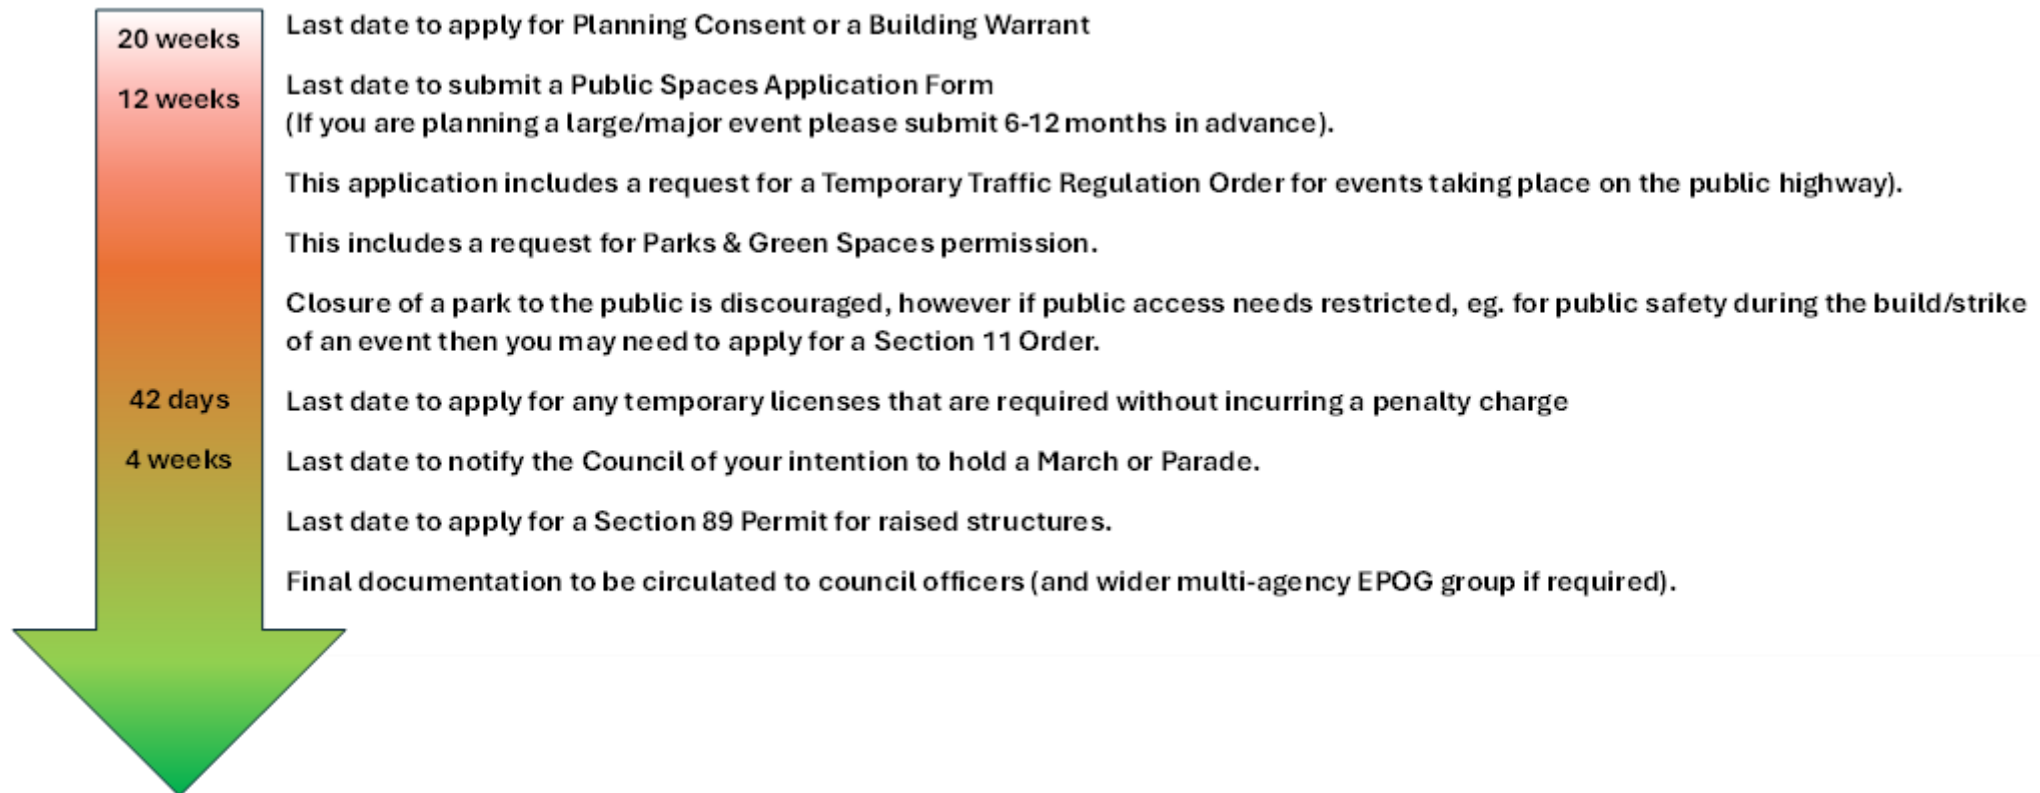 20 weeks
Last date to apply for Planning Consent or a Building Warrant
12 weeks
Last date to submit a Public Spaces Application Form
(If you are planning a large/major event please submit 6-12 months in advance).
This application includes a request for a Temporary Traffic Regulation Order for events taking place on the public highway).
This includes a request for Parks & Green Spaces permission.
Closure of a park to the public is discouraged, however if public access needs restricted, eg. for public safety during the build/strike
of an event then you may need to apply for a Section 11 Order.
42 days
Last date to apply for any temporary licenses that are required without incurring a penalty charge
4 weeks
Last date to notify the Council of your intention to hold a March or Parade.
Last date to apply for a Section 89 Permit for raised structures.
Final documentation to be circulated to council officers (and wider multi-agency EPOG group if required).